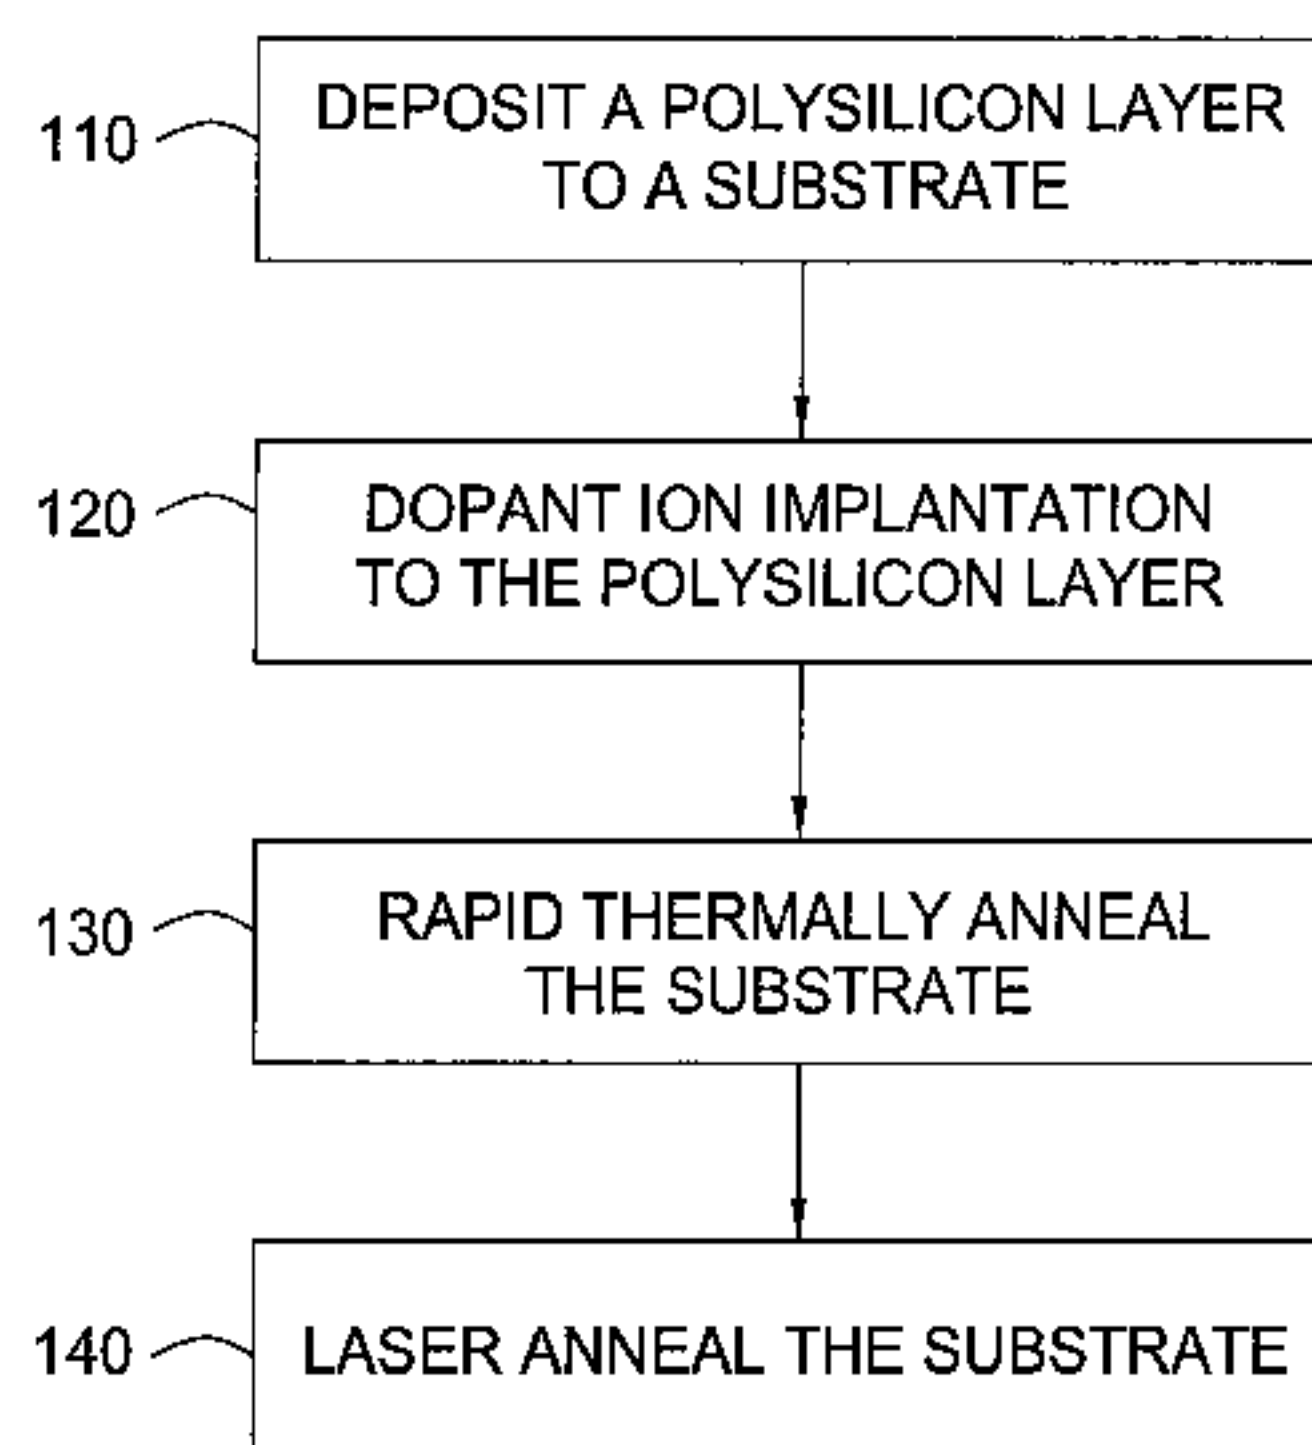 110
DEPOSIT A POLYSILICON LAYER
TO A SUBSTRATE
120
DOPANT ION IMPLANTATION
TO THE POLYSILICON LAYER
130
RAPID THERMALLY ANNEAL
THE SUBSTRATE
140
LASER ANNEAL THE SUBSTRATE